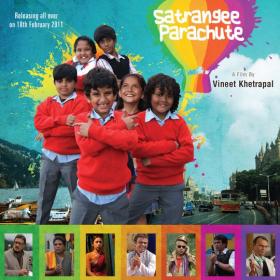 Releasing all over
on 18th February 2011
Satrangee
Parachute
A Film By
Vineet Khetrapal